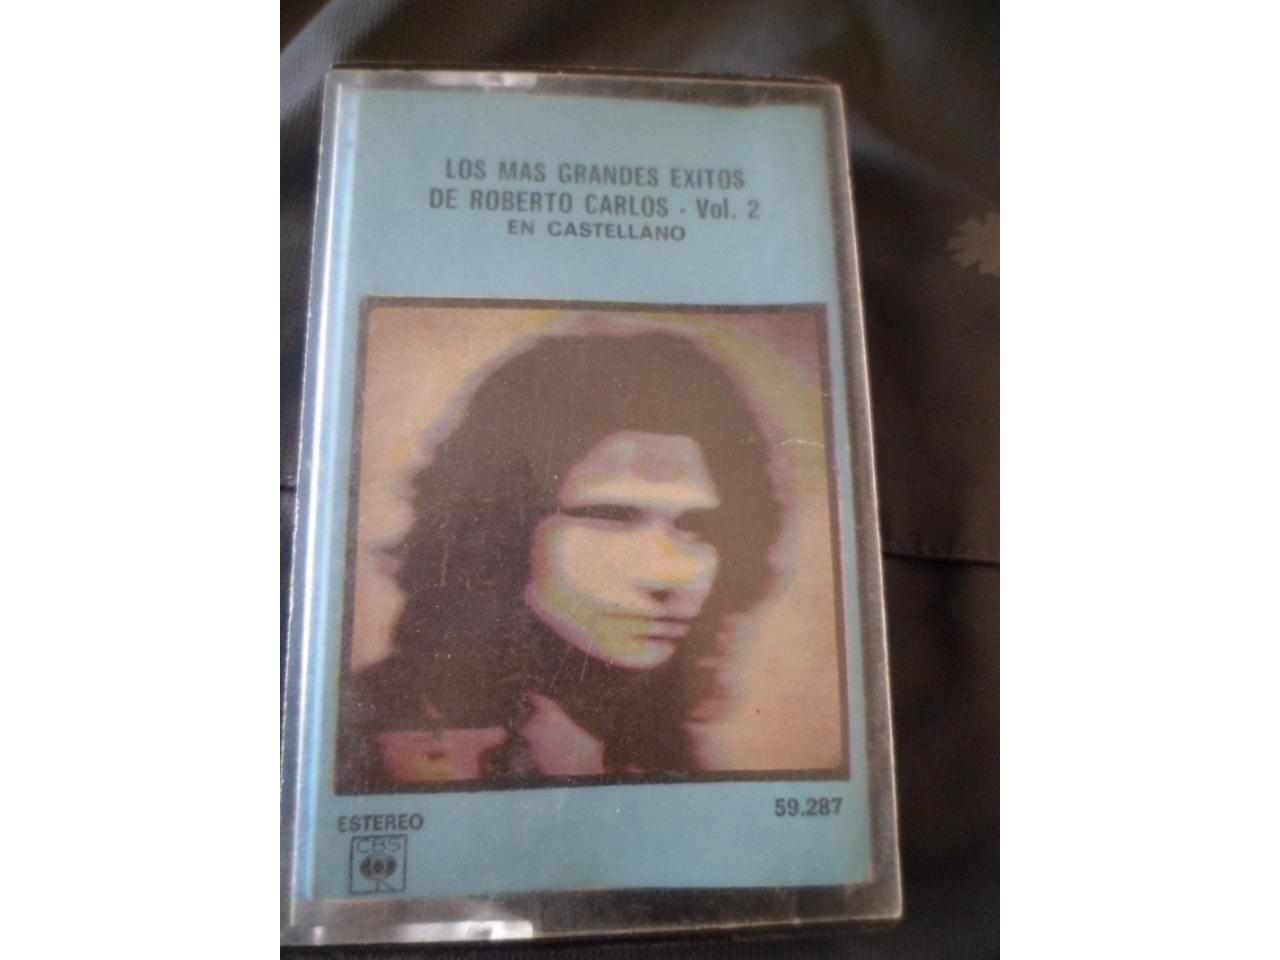 LOS MAS GRANDES EXITOS
DE ROBERTO CARLOS - Vol. 2
EN CASTELLANO
59.287
ESTEREO
CBS